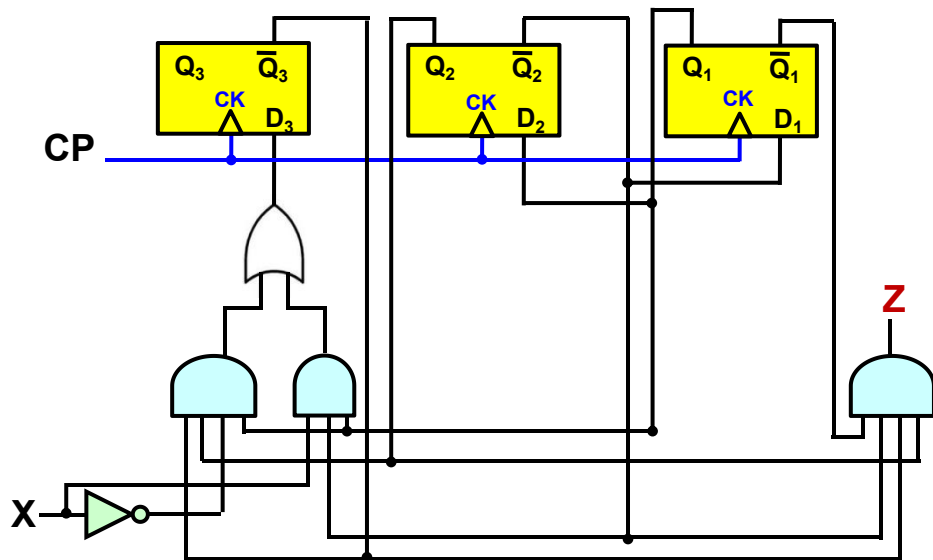 Q₃ Q̅₃
CK
D₃
Q₂ Q̅₂
CK
D₂
Q₁ Q̅₁
CK
D₁
CP
Z
X